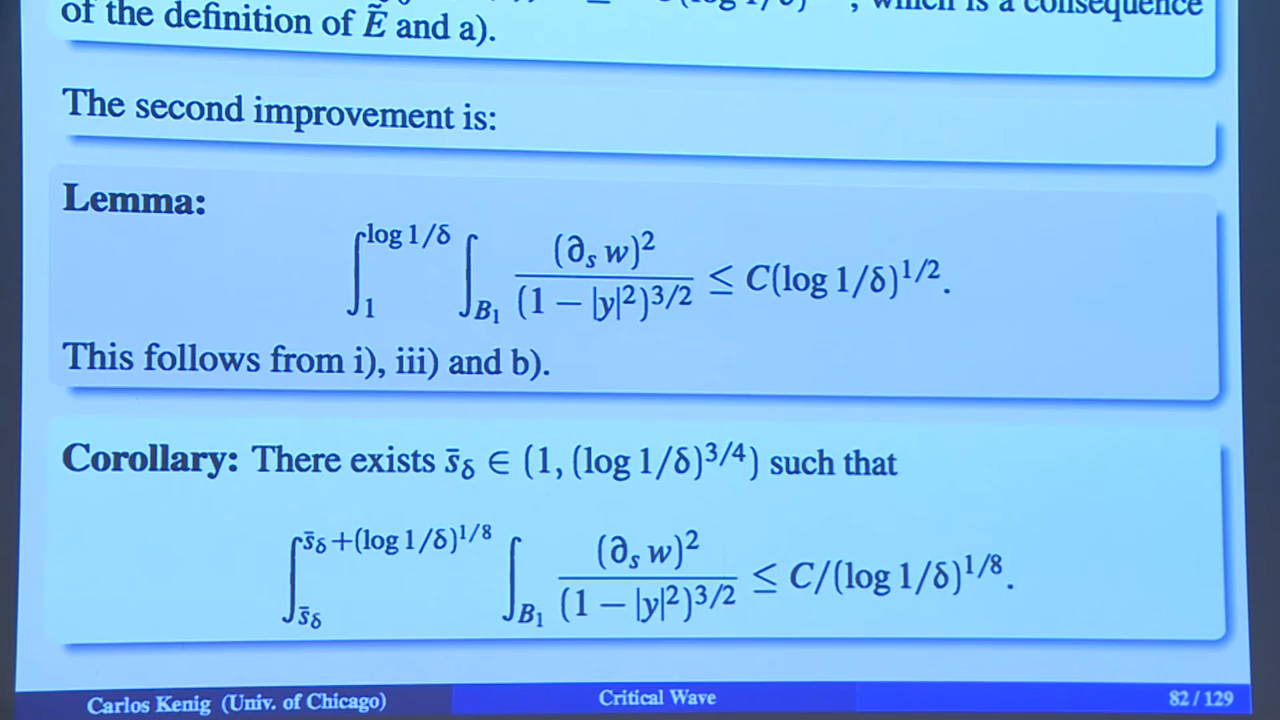 which is a consequence
of the definition of Ẽ and a).
The second improvement is:
Lemma:
∫_1^{log 1/δ} ∫_{B_1} (∂_s w)^2 / (1 − |y|^2)^{3/2} ≤ C(log 1/δ)^{1/2}.
This follows from i), iii) and b).
Corollary: There exists s̄_δ ∈ (1, (log 1/δ)^{3/4}) such that
∫_{s̄_δ}^{s̄_δ+(log 1/δ)^{1/8}} ∫_{B_1} (∂_s w)^2 / (1 − |y|^2)^{3/2} ≤ C/(log 1/δ)^{1/8}.
Carlos Kenig (Univ. of Chicago) Critical Wave 82 / 129